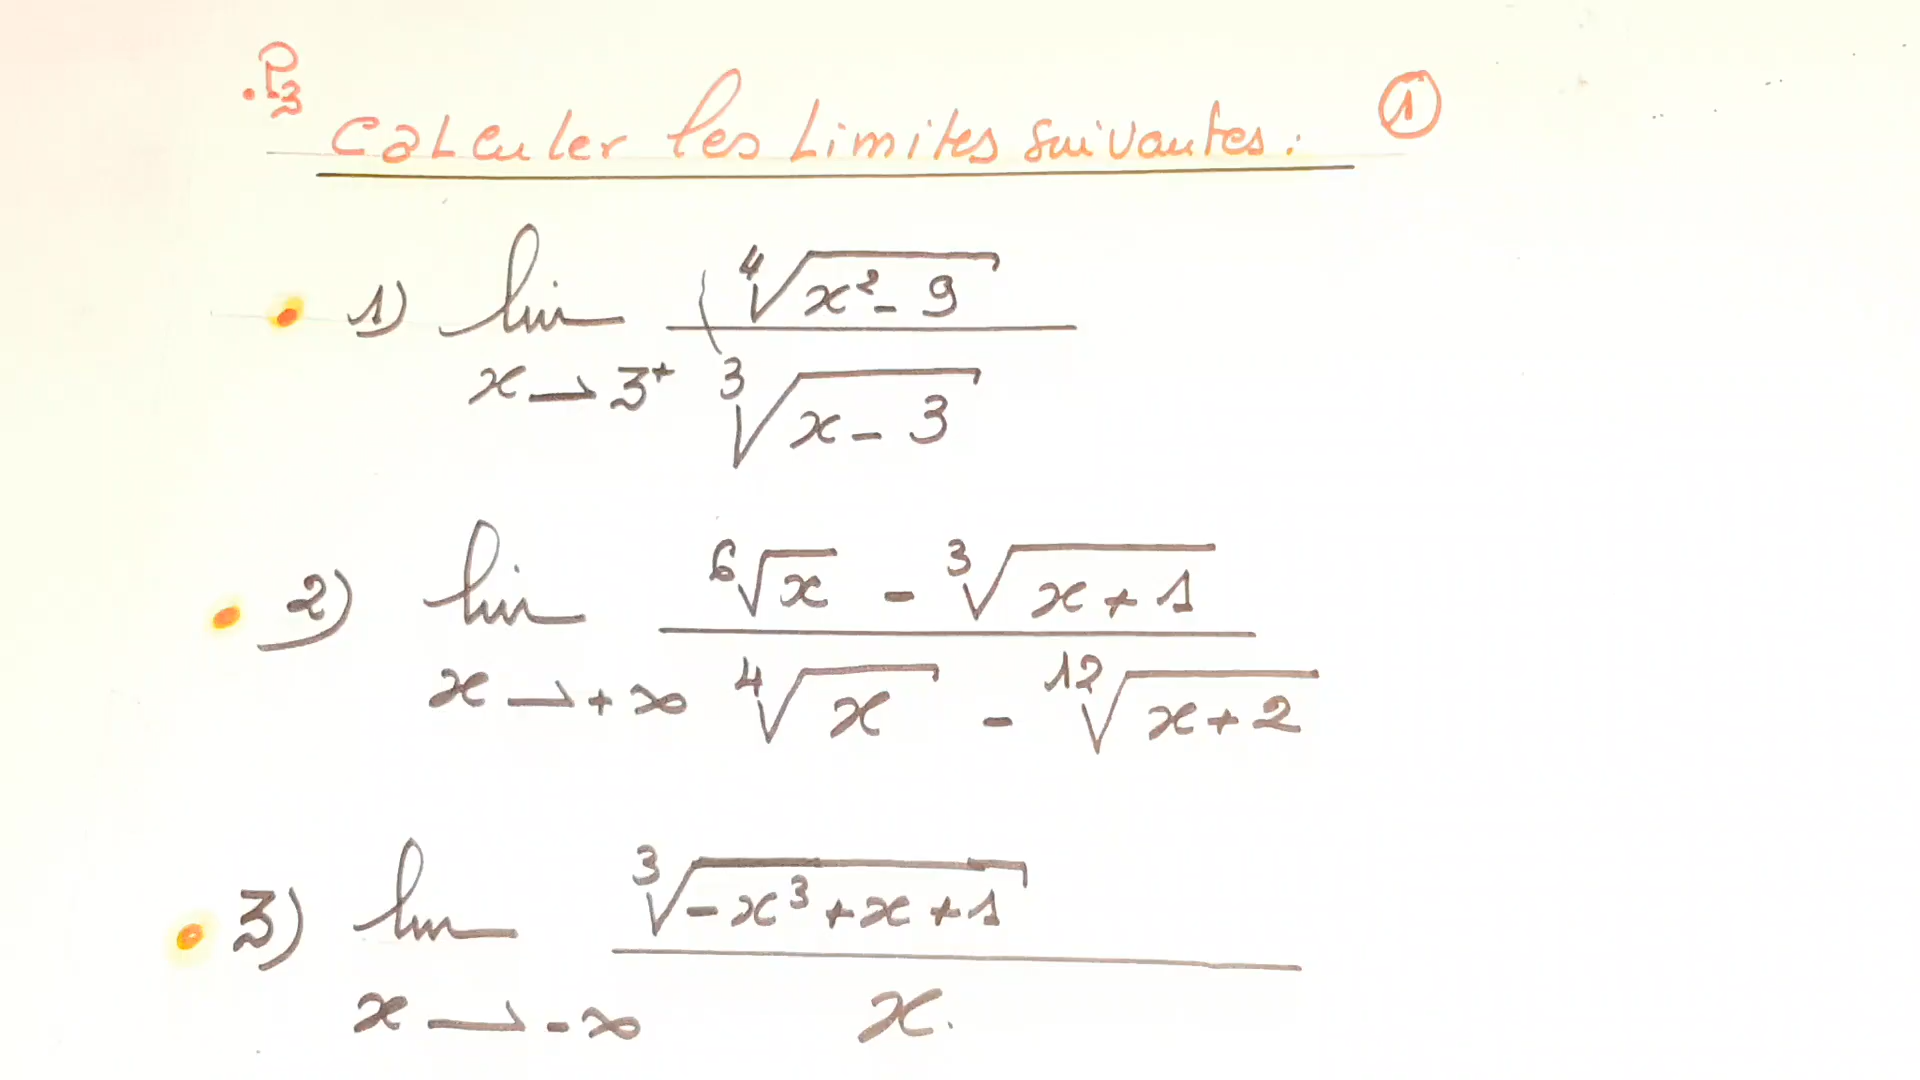 .P3
Calculer les Limites suivantes : ①
• 1) lim x→3⁺ ⁴√(x²-9) / ³√(x-3)
• 2) lim x→+∞ (⁶√x - ³√(x+1)) / (⁴√x - ¹²√(x+2))
• 3) lim x→-∞ ³√(-x³+x+1) / x.